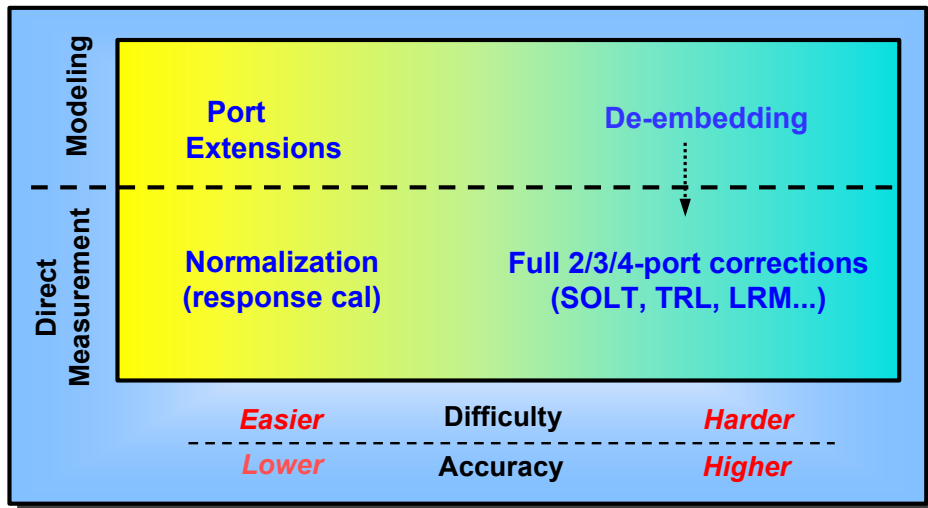 Modeling
Port
Extensions
De-embedding
Direct
Measurement
Normalization
(response cal)
Full 2/3/4-port corrections
(SOLT, TRL, LRM...)
Easier Difficulty Harder
Lower Accuracy Higher